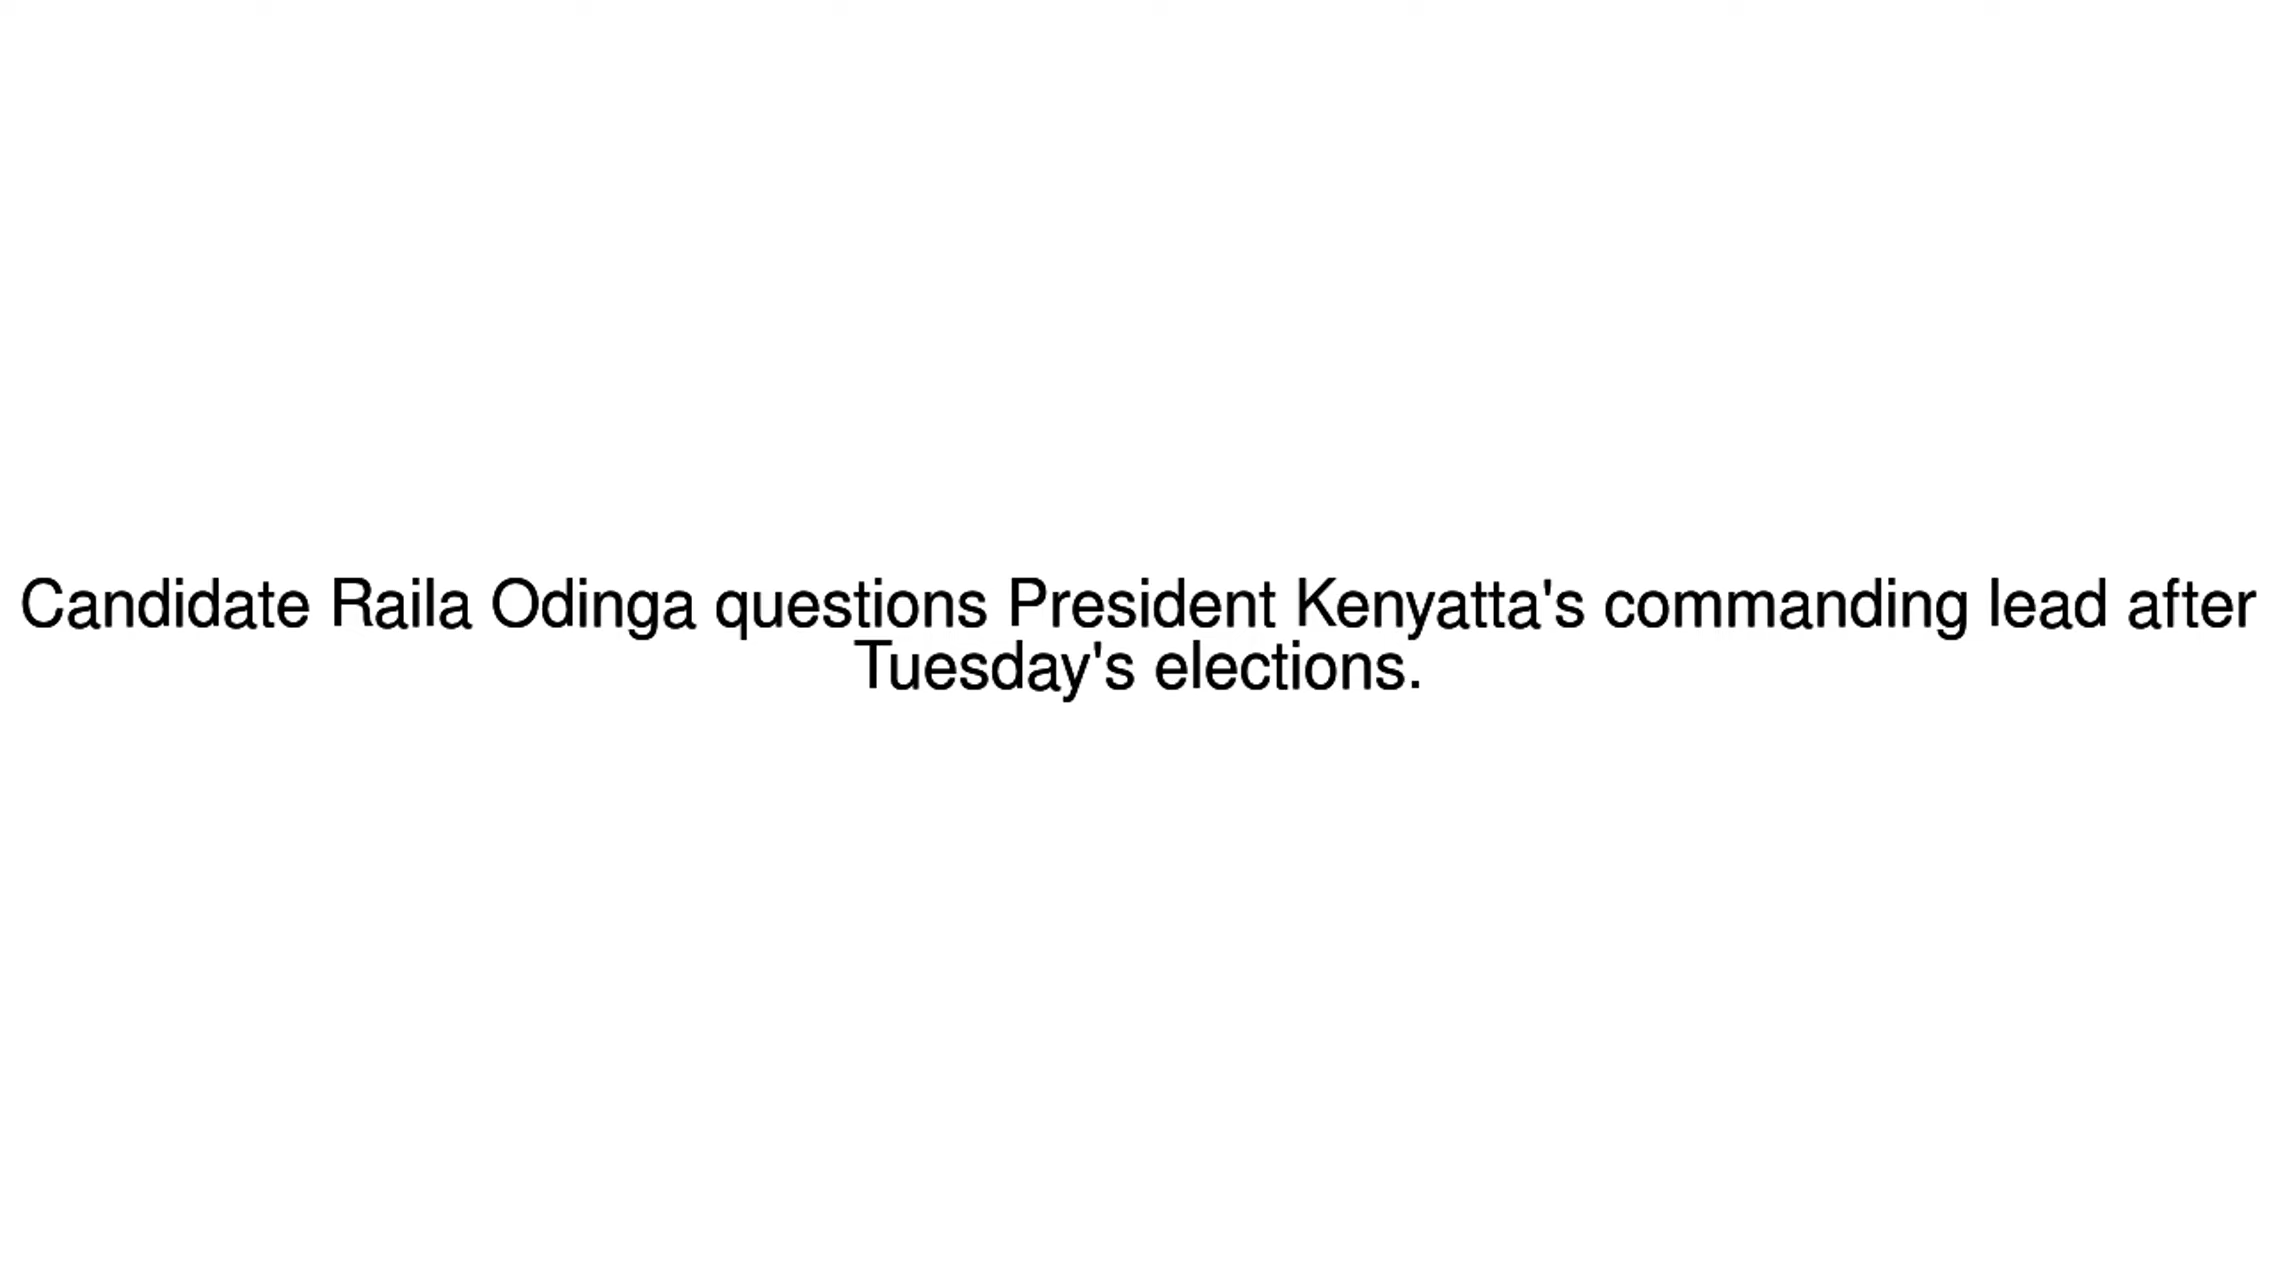 Candidate Raila Odinga questions President Kenyatta's commanding lead after
Tuesday's elections.